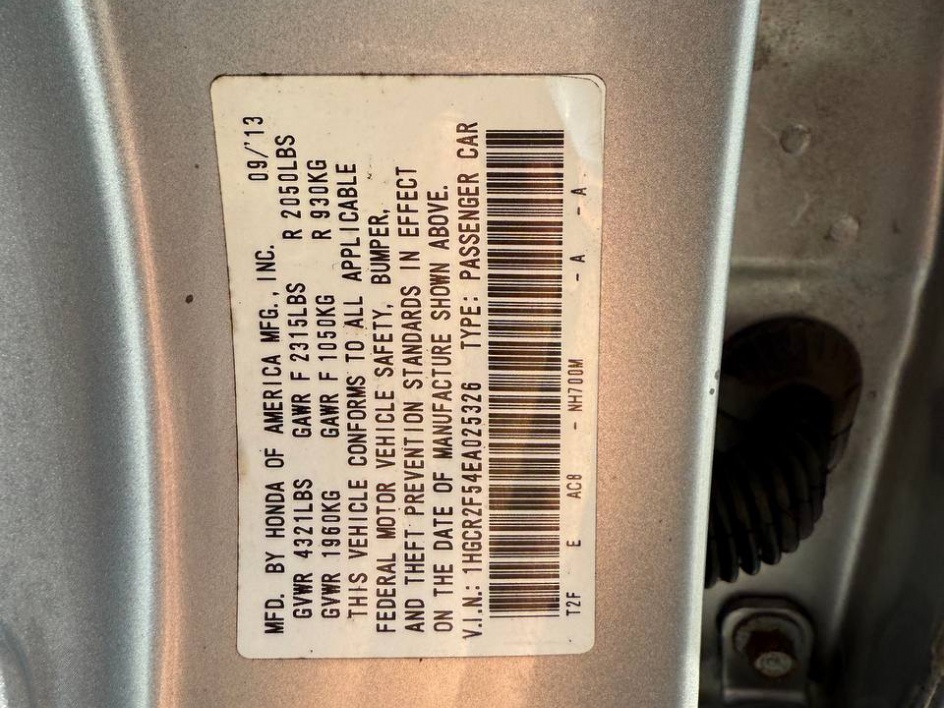 MFD. BY HONDA OF AMERICA MFG., INC. 09/'13
GVWR 4321LBS GAWR F 2315LBS R 2050LBS
GVWR 1960KG GAWR F 1050KG R 930KG
THIS VEHICLE CONFORMS TO ALL APPLICABLE
FEDERAL MOTOR VEHICLE SAFETY, BUMPER,
AND THEFT PREVENTION STANDARDS IN EFFECT
ON THE DATE OF MANUFACTURE SHOWN ABOVE.
V.I.N.: 1HGCR2F54EA025326 TYPE: PASSENGER CAR
T2F E AC8 - NH700M - A - A